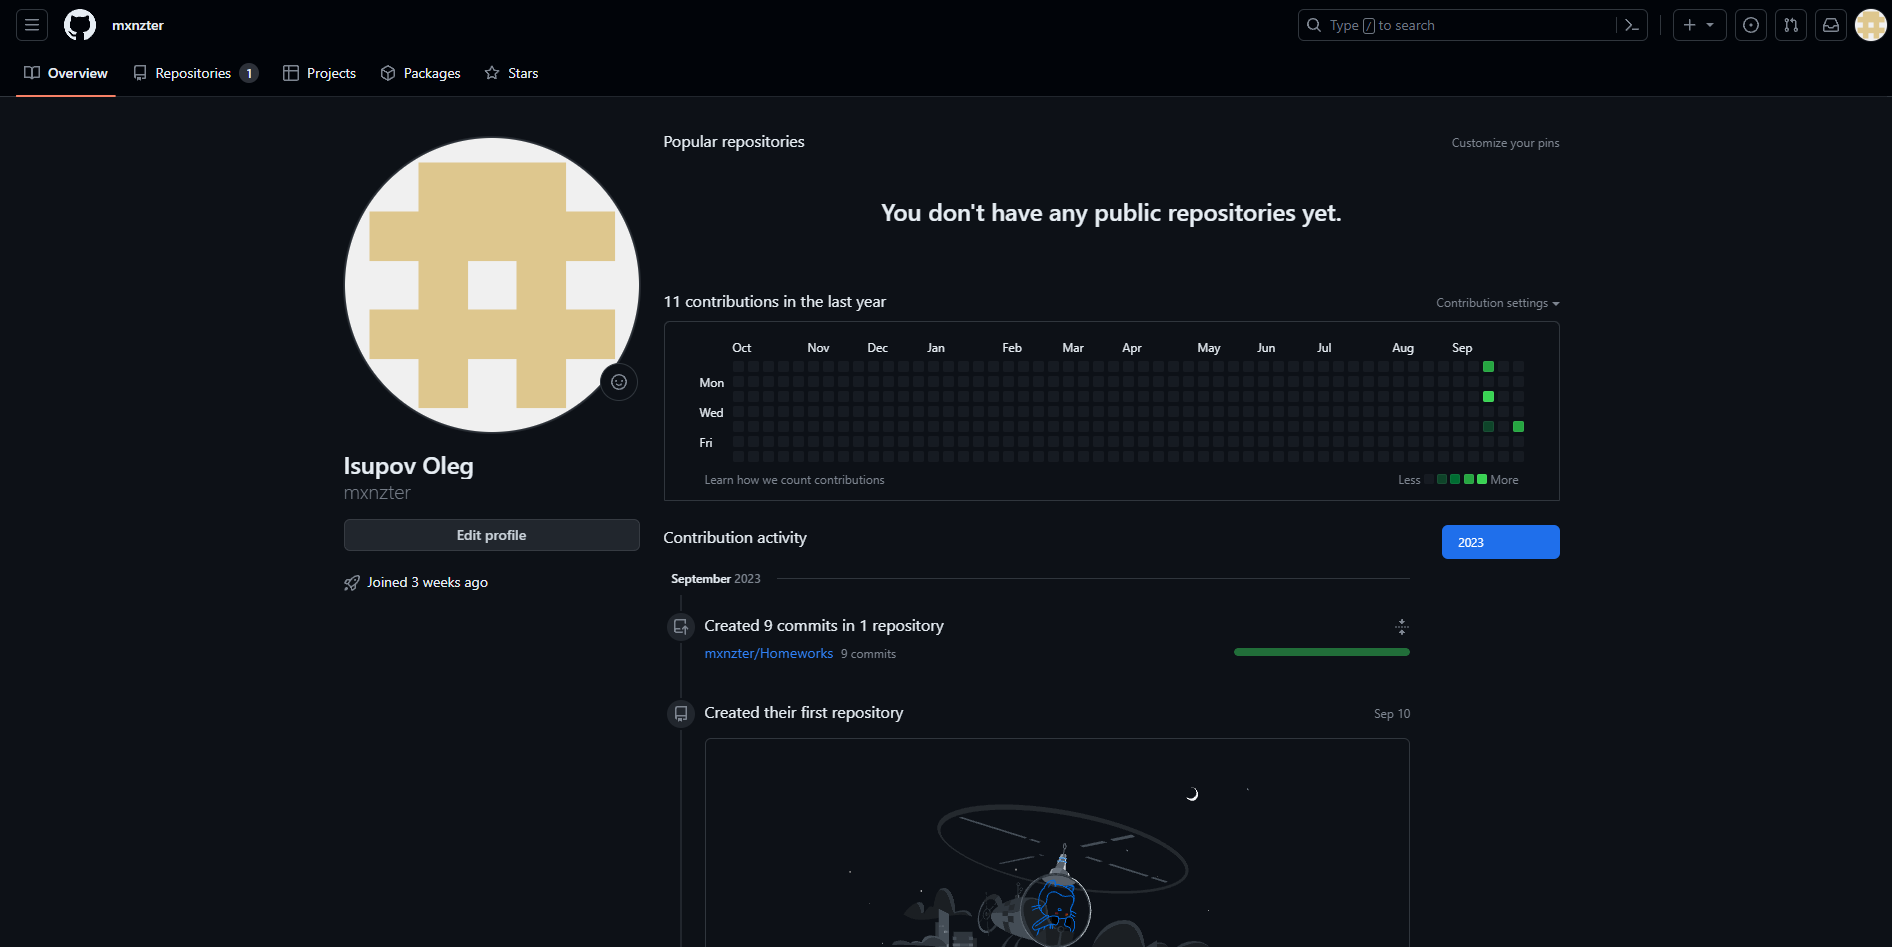 mxnzter
Type / to search
Overview
Repositories 1
Projects
Packages
Stars
Popular repositories
Customize your pins
You don't have any public repositories yet.
11 contributions in the last year
Contribution settings
Oct Nov Dec Jan Feb Mar Apr May Jun Jul Aug Sep
Mon
Wed
Fri
Learn how we count contributions
Less More
Isupov Oleg
mxnzter
Edit profile
Joined 3 weeks ago
Contribution activity
2023
September 2023
Created 9 commits in 1 repository
mxnzter/Homeworks 9 commits
Created their first repository
Sep 10